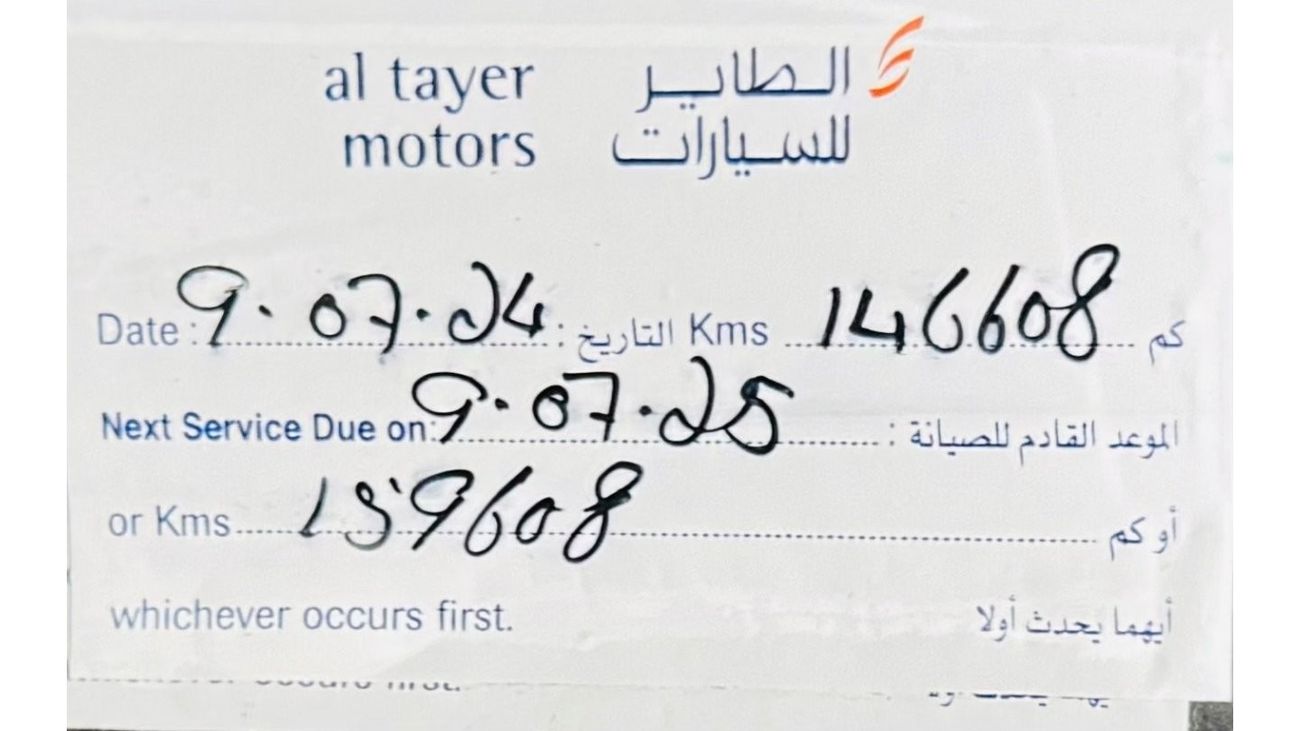 al tayer motors
الطاير للسيارات
Date : 9.07.24 : التاريخ Kms 146608 كم
Next Service Due on: 9.07.25 : الموعد القادم للصيانة
or Kms 159608 أو كم
whichever occurs first. أيهما يحدث أولا